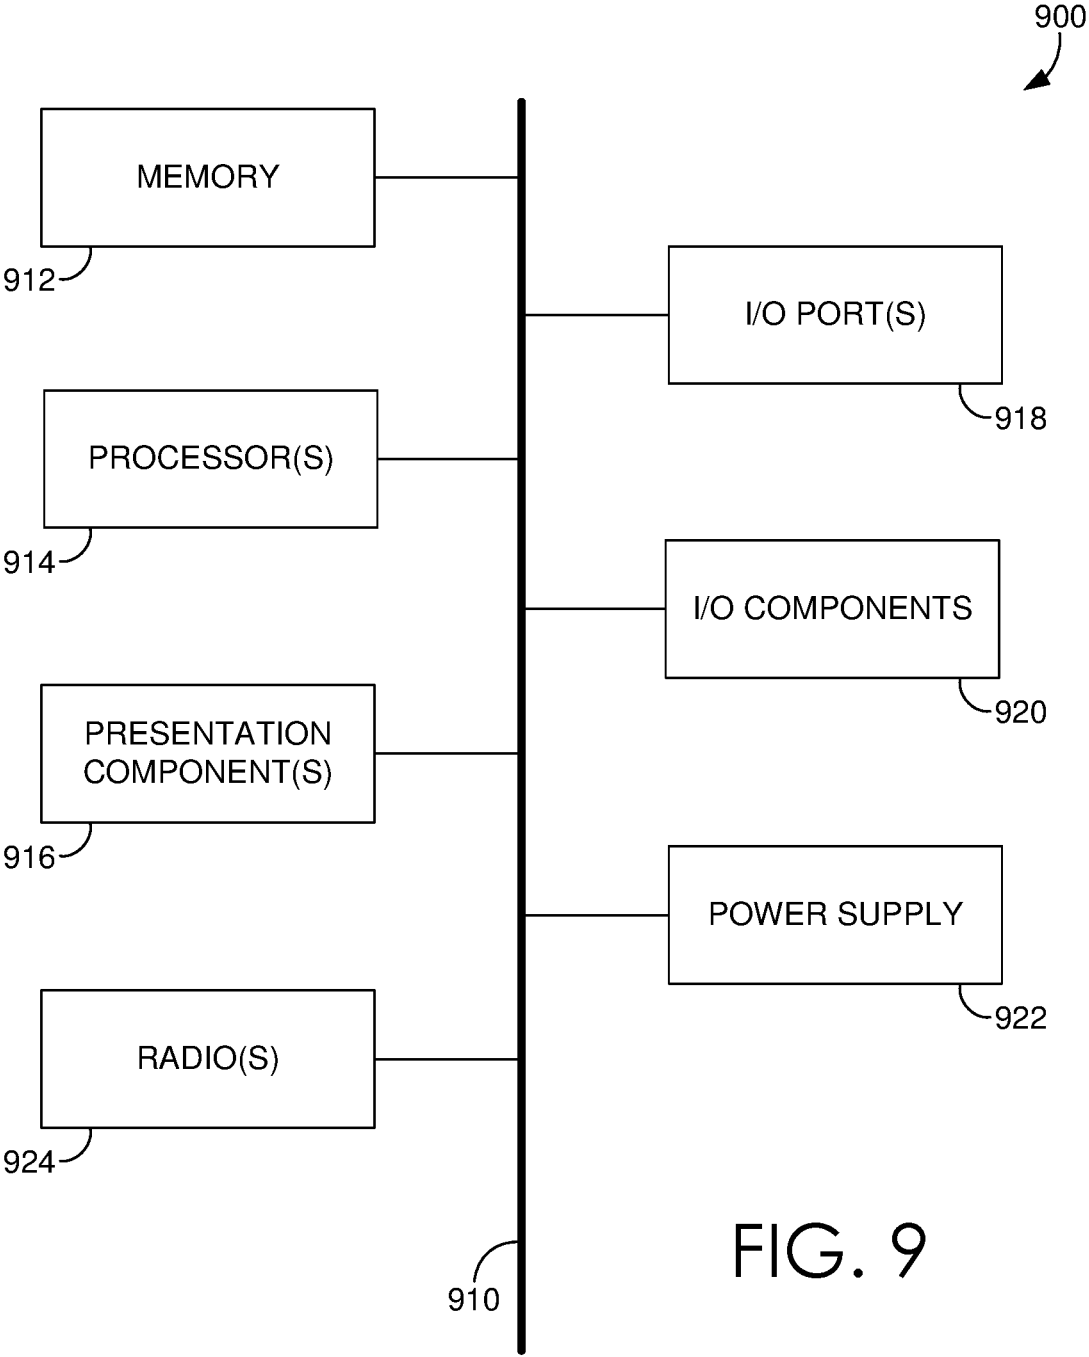 900
MEMORY
912
I/O PORT(S)
918
PROCESSOR(S)
914
I/O COMPONENTS
920
PRESENTATION
COMPONENT(S)
916
POWER SUPPLY
922
RADIO(S)
924
910
FIG. 9